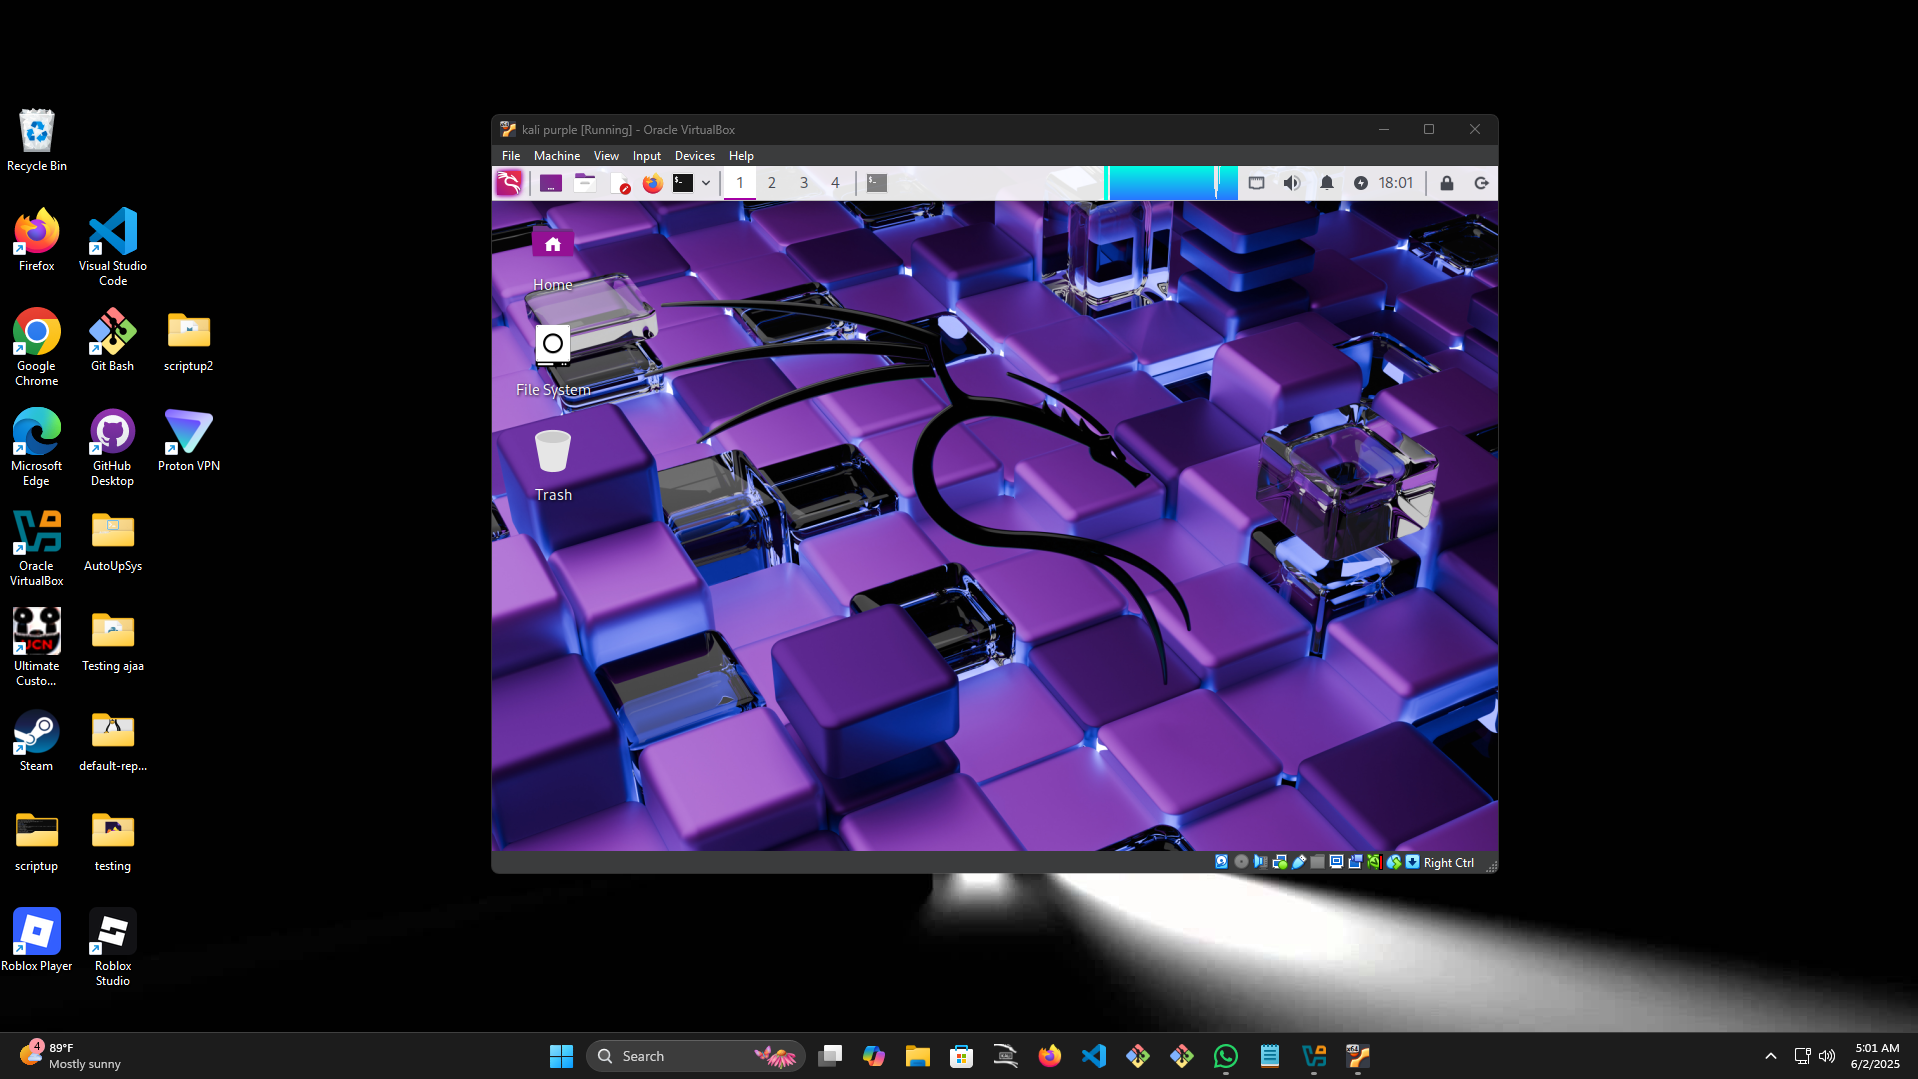 kali purple [Running] - Oracle VirtualBox
File Machine View Input Devices Help
1 2 3 4
18:01
Home
File System
Trash
Right Ctrl
Recycle Bin
Firefox
Visual Studio
Code
Google
Chrome
Git Bash
scriptup2
Microsoft
Edge
GitHub
Desktop
Proton VPN
Oracle
VirtualBox
AutoUpSys
Ultimate
Custo...
Testing ajaa
Steam
default-rep...
scriptup
testing
Roblox Player
Roblox
Studio
4
89°F
Mostly sunny
Search
5:01 AM
6/2/2025